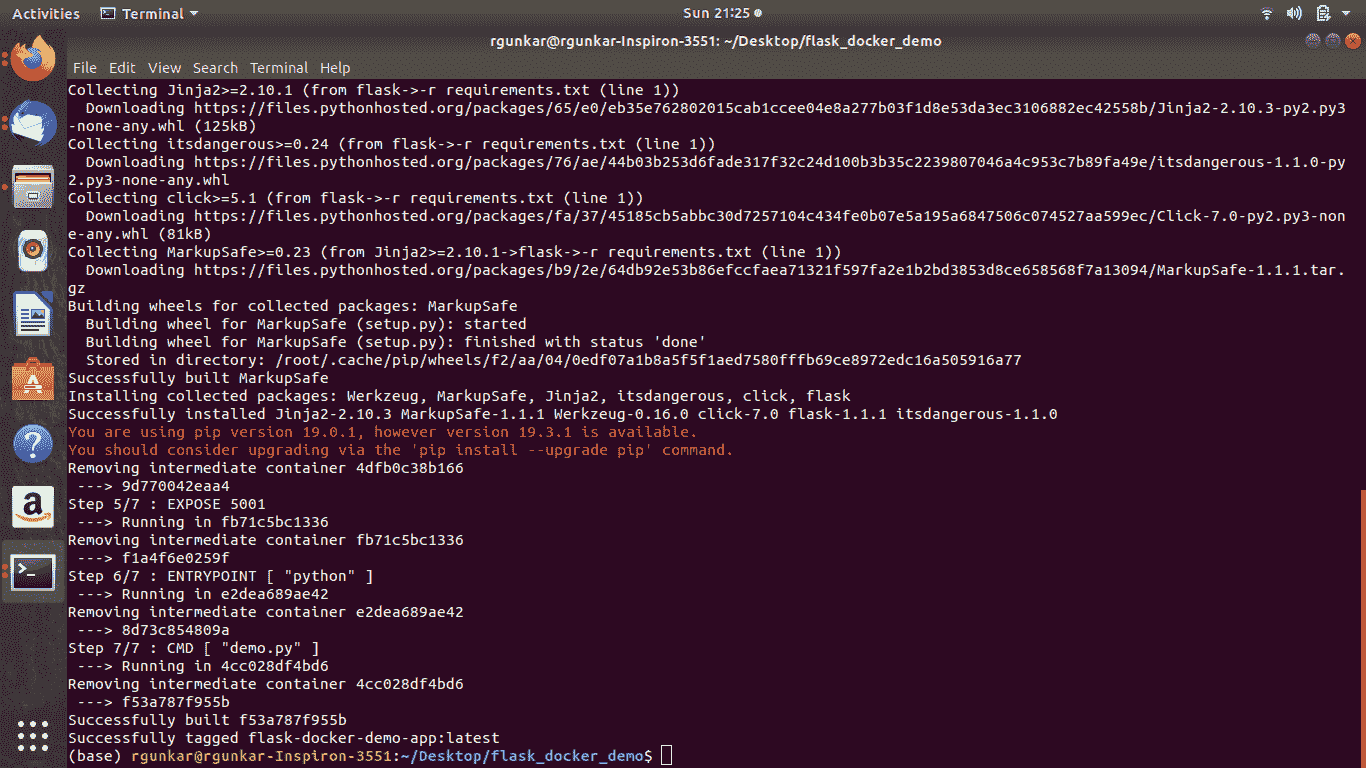 Activities Terminal Sun 21:25
rgunkar@rgunkar-Inspiron-3551: ~/Desktop/flask_docker_demo
File Edit View Search Terminal Help
Collecting Jinja2>=2.10.1 (from flask->-r requirements.txt (line 1))
  Downloading https://files.pythonhosted.org/packages/65/e0/eb35e762802015cab1ccee04e8a277b03f1d8e53da3ec3106882ec42558b/Jinja2-2.10.3-py2.py3
-none-any.whl (125kB)
Collecting itsdangerous>=0.24 (from flask->-r requirements.txt (line 1))
  Downloading https://files.pythonhosted.org/packages/76/ae/44b03b253d6fade317f32c24d100b3b35c2239807046a4c953c7b89fa49e/itsdangerous-1.1.0-py
2.py3-none-any.whl
Collecting click>=5.1 (from flask->-r requirements.txt (line 1))
  Downloading https://files.pythonhosted.org/packages/fa/37/45185cb5abbc30d7257104c434fe0b07e5a195a6847506c074527aa599ec/Click-7.0-py2.py3-non
e-any.whl (81kB)
Collecting MarkupSafe>=0.23 (from Jinja2>=2.10.1->flask->-r requirements.txt (line 1))
  Downloading https://files.pythonhosted.org/packages/b9/2e/64db92e53b86efccfaea71321f597fa2e1b2bd3853d8ce658568f7a13094/MarkupSafe-1.1.1.tar.
gz
Building wheels for collected packages: MarkupSafe
  Building wheel for MarkupSafe (setup.py): started
  Building wheel for MarkupSafe (setup.py): finished with status 'done'
  Stored in directory: /root/.cache/pip/wheels/f2/aa/04/0edf07a1b8a5f5f1aed7580fffb69ce8972edc16a505916a77
Successfully built MarkupSafe
Installing collected packages: Werkzeug, MarkupSafe, Jinja2, itsdangerous, click, flask
Successfully installed Jinja2-2.10.3 MarkupSafe-1.1.1 Werkzeug-0.16.0 click-7.0 flask-1.1.1 itsdangerous-1.1.0
You are using pip version 19.0.1, however version 19.3.1 is available.
You should consider upgrading via the 'pip install --upgrade pip' command.
Removing intermediate container 4dfb0c38b166
 ---> 9d770042eaa4
Step 5/7 : EXPOSE 5001
 ---> Running in fb71c5bc1336
Removing intermediate container fb71c5bc1336
 ---> f1a4f6e0259f
Step 6/7 : ENTRYPOINT [ "python" ]
 ---> Running in e2dea689ae42
Removing intermediate container e2dea689ae42
 ---> 8d73c854809a
Step 7/7 : CMD [ "demo.py" ]
 ---> Running in 4cc028df4bd6
Removing intermediate container 4cc028df4bd6
 ---> f53a787f955b
Successfully built f53a787f955b
Successfully tagged flask-docker-demo-app:latest
(base) rgunkar@rgunkar-Inspiron-3551:~/Desktop/flask_docker_demo$